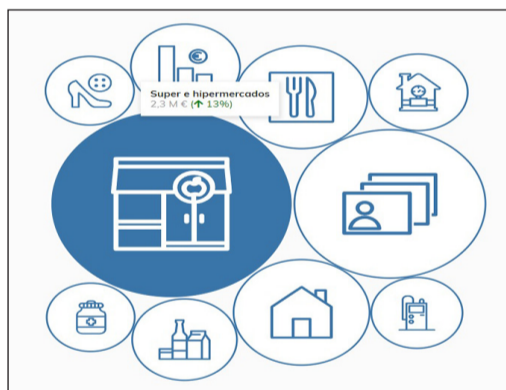 Super e hipermercados
2,3 M € (↑ 13%)
€